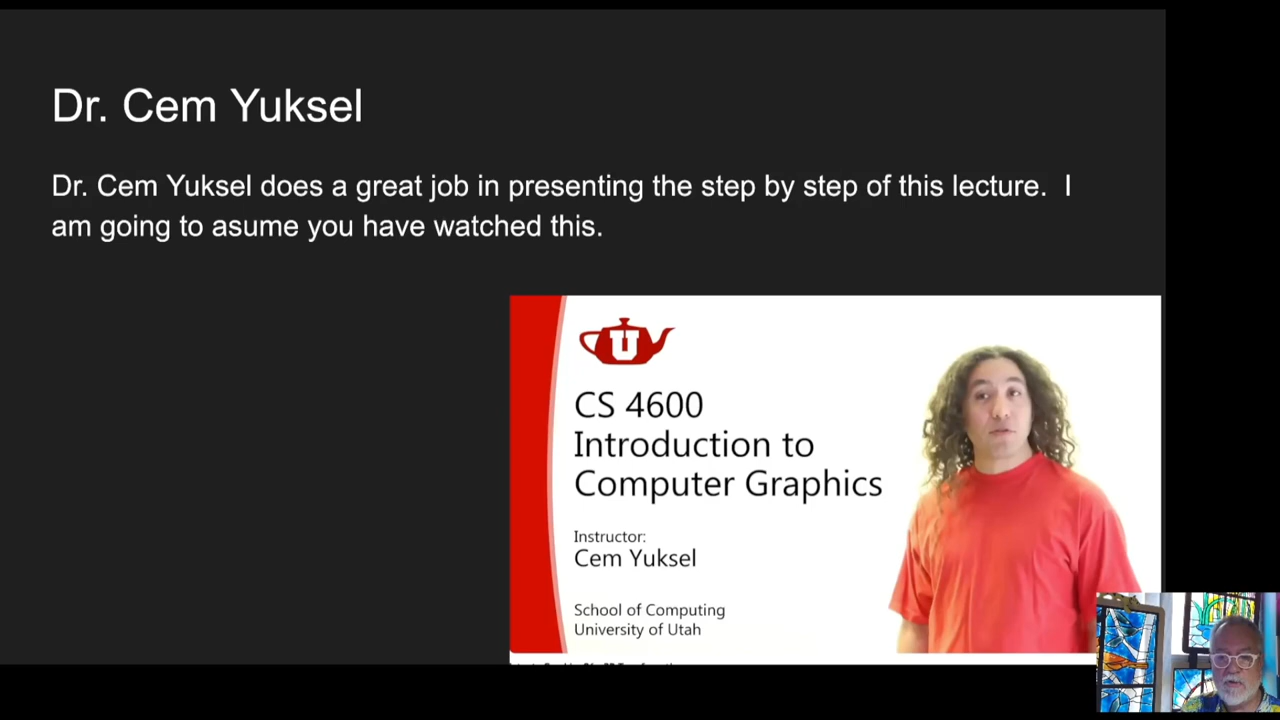 Dr. Cem Yuksel
Dr. Cem Yuksel does a great job in presenting the step by step of this lecture. I
am going to asume you have watched this.
U
CS 4600
Introduction to
Computer Graphics
Instructor:
Cem Yuksel
School of Computing
University of Utah